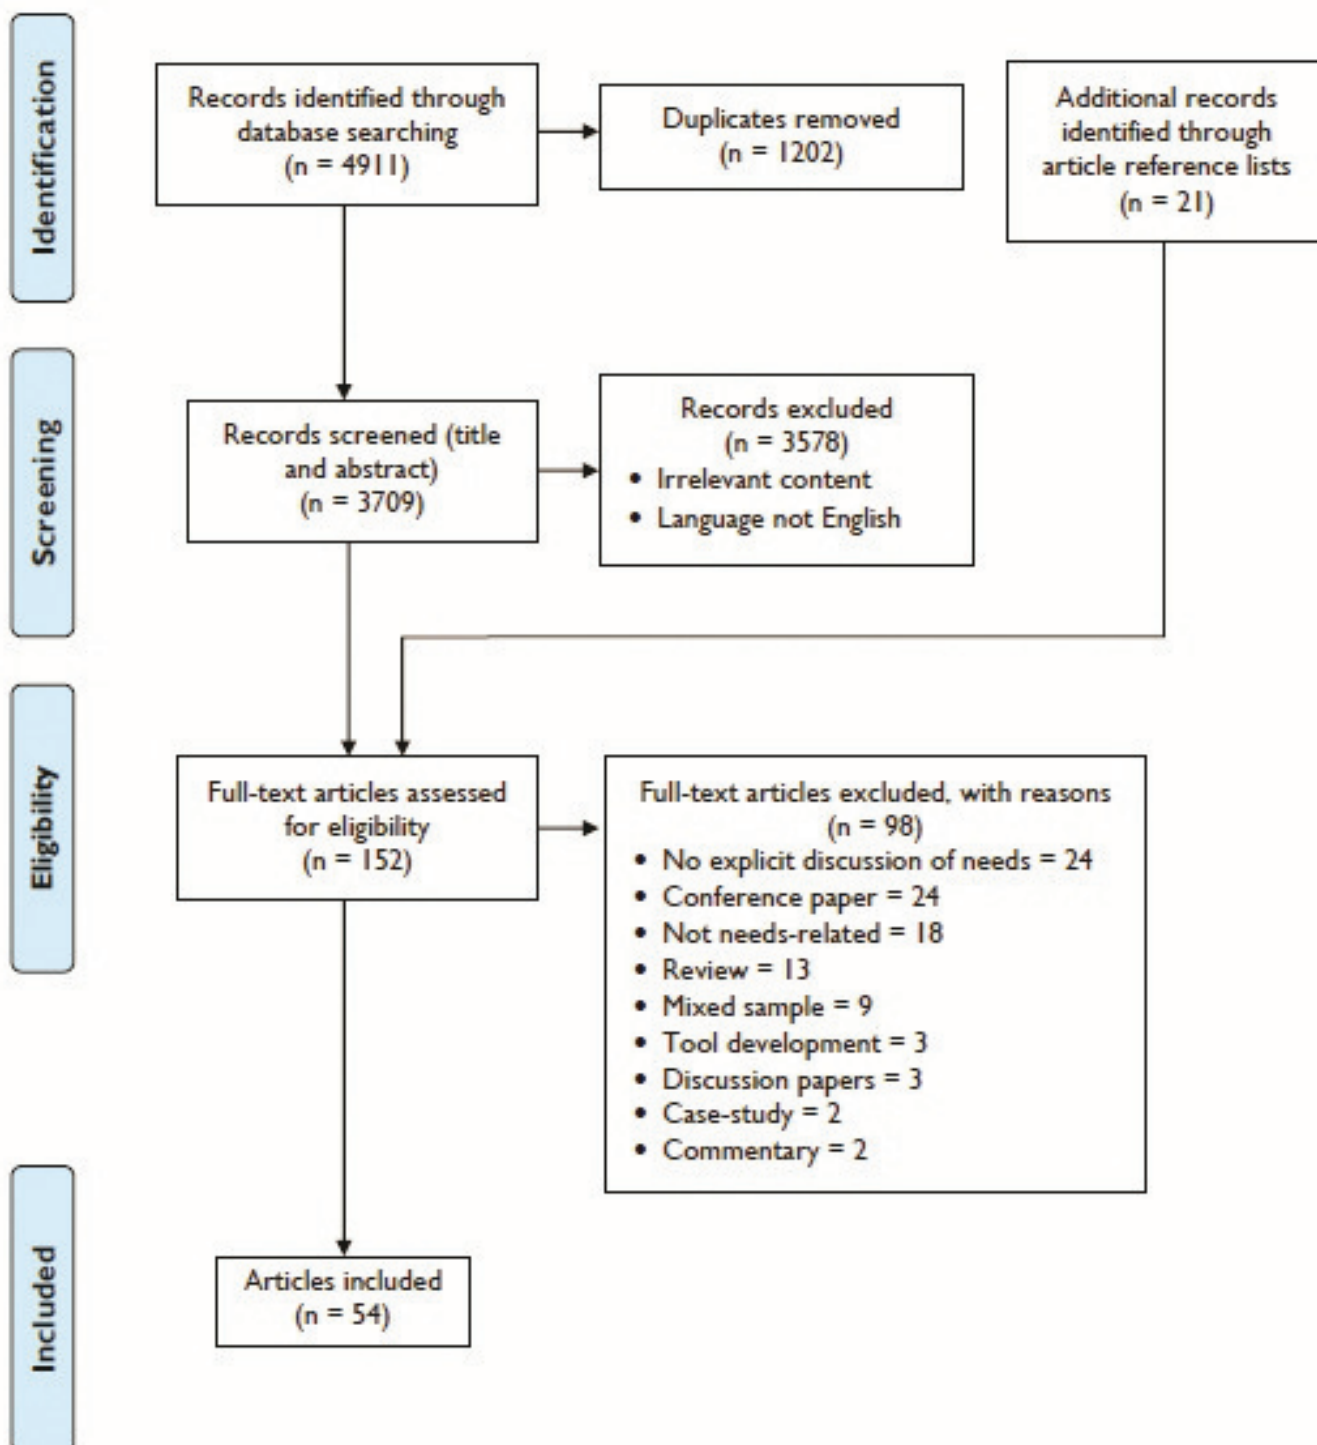 Identification
Records identified through
database searching
(n = 4911)
Duplicates removed
(n = 1202)
Additional records
identified through
article reference lists
(n = 21)
Screening
Records screened (title
and abstract)
(n = 3709)
Records excluded
(n = 3578)
• Irrelevant content
• Language not English
Eligibility
Full-text articles assessed
for eligibility
(n = 152)
Full-text articles excluded, with reasons
(n = 98)
• No explicit discussion of needs = 24
• Conference paper = 24
• Not needs-related = 18
• Review = 13
• Mixed sample = 9
• Tool development = 3
• Discussion papers = 3
• Case-study = 2
• Commentary = 2
Included
Articles included
(n = 54)